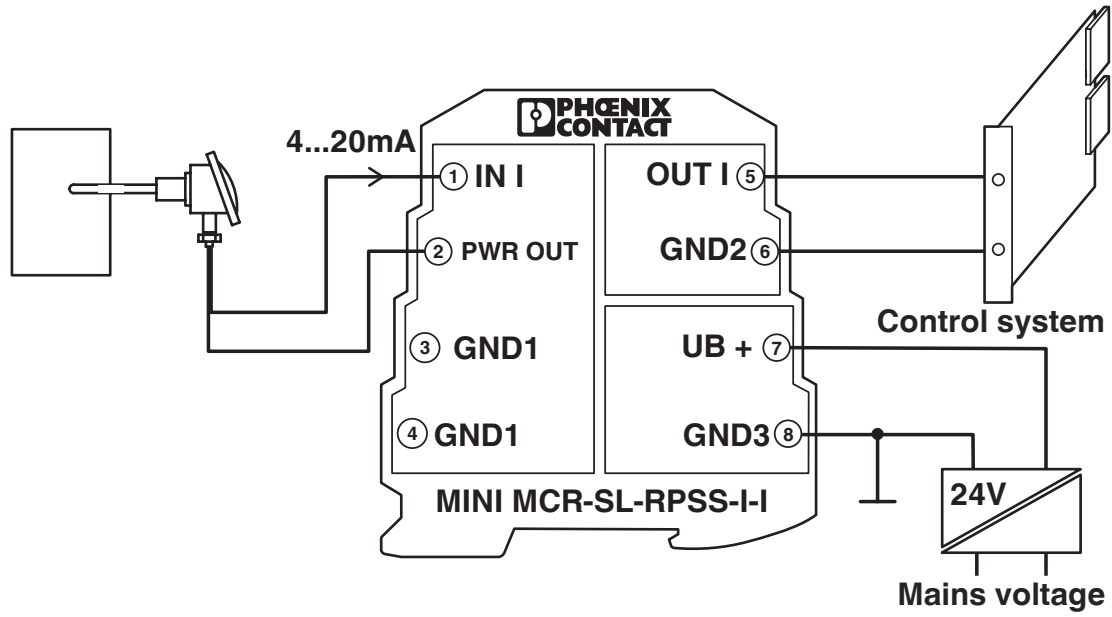 PHŒNIX
CONTACT
4...20mA
1 IN I
OUT I 5
2 PWR OUT
GND2 6
Control system
3 GND1
UB + 7
4 GND1
GND3 8
MINI MCR-SL-RPSS-I-I
24V
Mains voltage